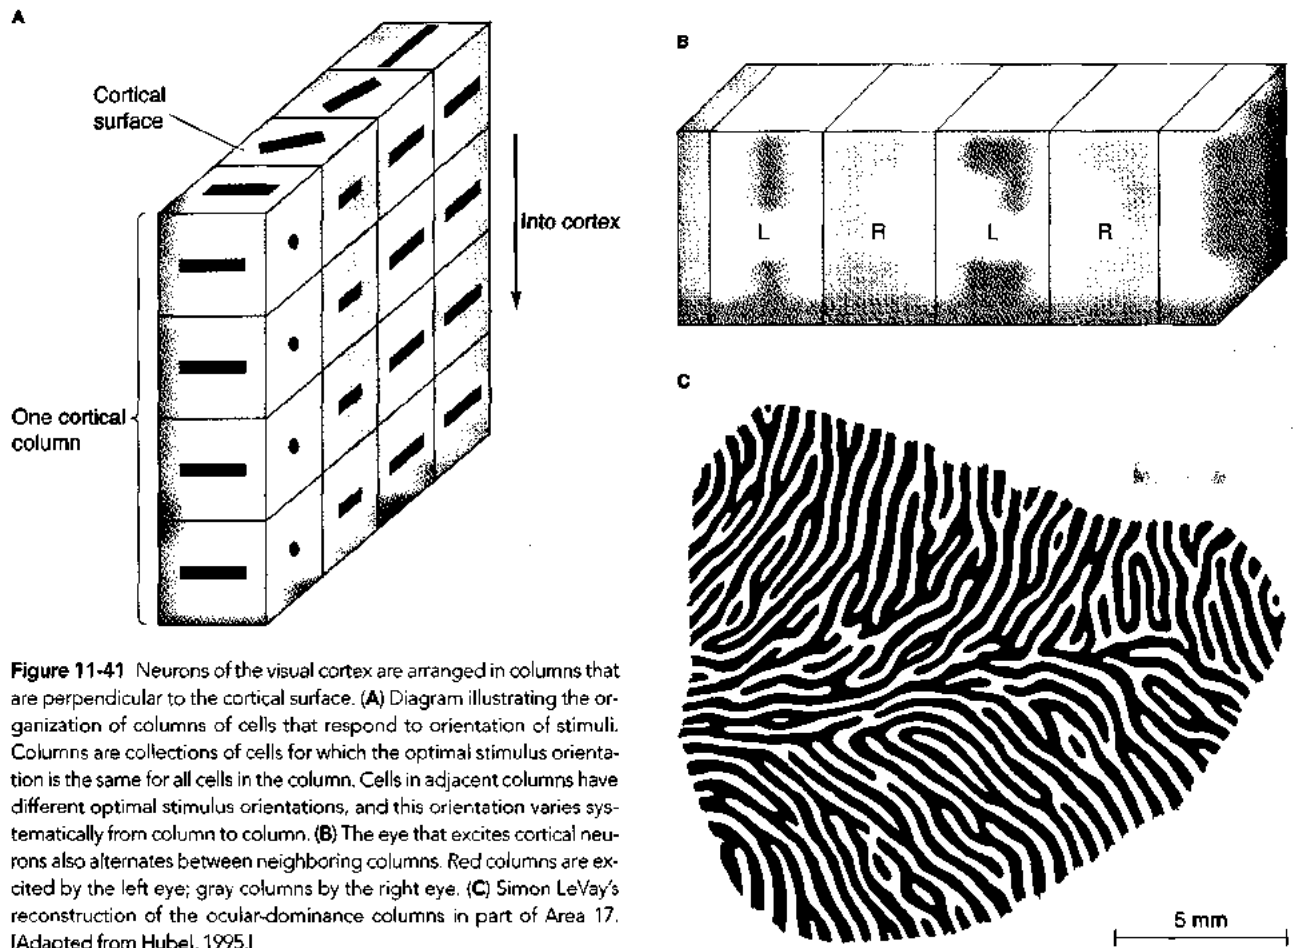 A
Cortical
surface
Into cortex
One cortical
column
B
L
R
L
R
C
5 mm
Figure 11-41 Neurons of the visual cortex are arranged in columns that
are perpendicular to the cortical surface. (A) Diagram illustrating the or-
ganization of columns of cells that respond to orientation of stimuli.
Columns are collections of cells for which the optimal stimulus orienta-
tion is the same for all cells in the column. Cells in adjacent columns have
different optimal stimulus orientations, and this orientation varies sys-
tematically from column to column. (B) The eye that excites cortical neu-
rons also alternates between neighboring columns. Red columns are ex-
cited by the left eye; gray columns by the right eye. (C) Simon LeVay's
reconstruction of the ocular-dominance columns in part of Area 17.
[Adapted from Hubel, 1995.]